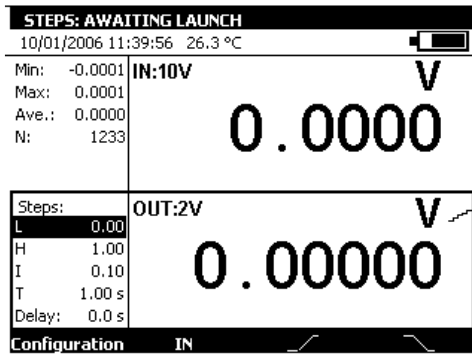 STEPS: AWAITING LAUNCH
10/01/2006 11:39:56 26.3 °C
Min: -0.0001
Max: 0.0001
Ave.: 0.0000
N: 1233
IN:10V V
0.0000
Steps:
L 0.00
H 1.00
I 0.10
T 1.00 s
Delay: 0.0 s
OUT:2V V
0.00000
Configuration IN